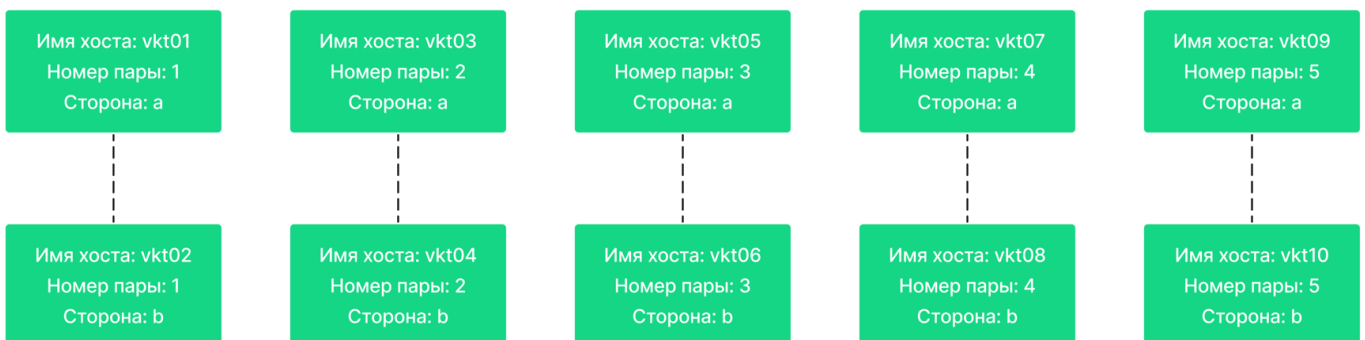 Имя хоста: vkt01
Номер пары: 1
Сторона: a
Имя хоста: vkt03
Номер пары: 2
Сторона: a
Имя хоста: vkt05
Номер пары: 3
Сторона: a
Имя хоста: vkt07
Номер пары: 4
Сторона: a
Имя хоста: vkt09
Номер пары: 5
Сторона: a
Имя хоста: vkt02
Номер пары: 1
Сторона: b
Имя хоста: vkt04
Номер пары: 2
Сторона: b
Имя хоста: vkt06
Номер пары: 3
Сторона: b
Имя хоста: vkt08
Номер пары: 4
Сторона: b
Имя хоста: vkt10
Номер пары: 5
Сторона: b